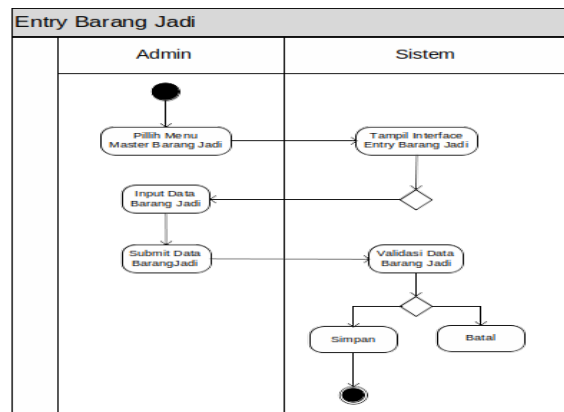 Entry Barang Jadi
Admin
Sistem
Pillih Menu
Master Barang Jadi
Tampil Interface
Entry Barang Jadi
Input Data
Barang Jadi
Submit Data
BarangJadi
Validasi Data
Barang Jadi
Simpan
Batal